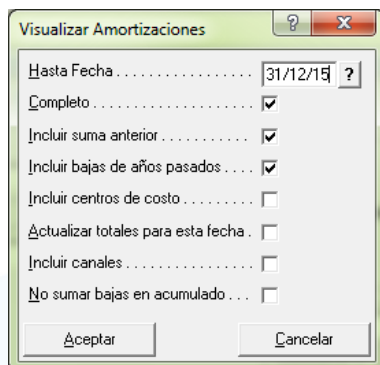 Visualizar Amortizaciones ? X
Hasta Fecha . . . . . . . . . . . . . . . . . 31/12/15 ?
Completo . . . . . . . . . . . . . . . . . . . .
Incluir suma anterior . . . . . . . . . . .
Incluir bajas de años pasados . . . .
Incluir centros de costo . . . . . . . . .
Actualizar totales para esta fecha .
Incluir canales . . . . . . . . . . . . . . . .
No sumar bajas en acumulado . . .
Aceptar Cancelar